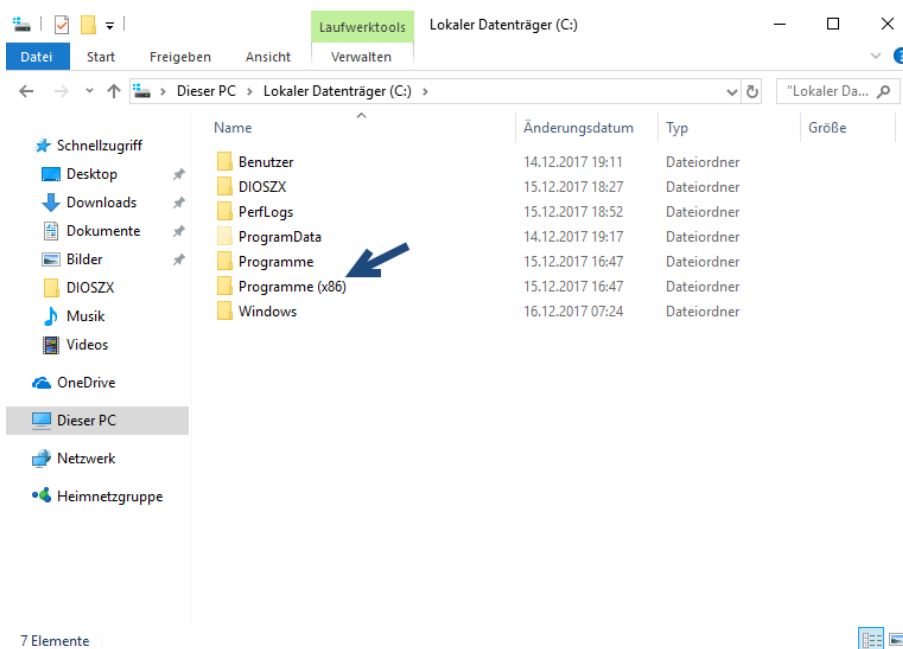 Laufwerktools Lokaler Datenträger (C:)
Datei Start Freigeben Ansicht Verwalten
Dieser PC Lokaler Datenträger (C:) "Lokaler Da...
Schnellzugriff
Desktop
Downloads
Dokumente
Bilder
DIOSZX
Musik
Videos
OneDrive
Dieser PC
Netzwerk
Heimnetzgruppe
Name Änderungsdatum Typ Größe
Benutzer 14.12.2017 19:11 Dateiordner
DIOSZX 15.12.2017 18:27 Dateiordner
PerfLogs 15.12.2017 18:52 Dateiordner
ProgramData 14.12.2017 19:17 Dateiordner
Programme 15.12.2017 16:47 Dateiordner
Programme (x86) 15.12.2017 16:47 Dateiordner
Windows 16.12.2017 07:24 Dateiordner
7 Elemente